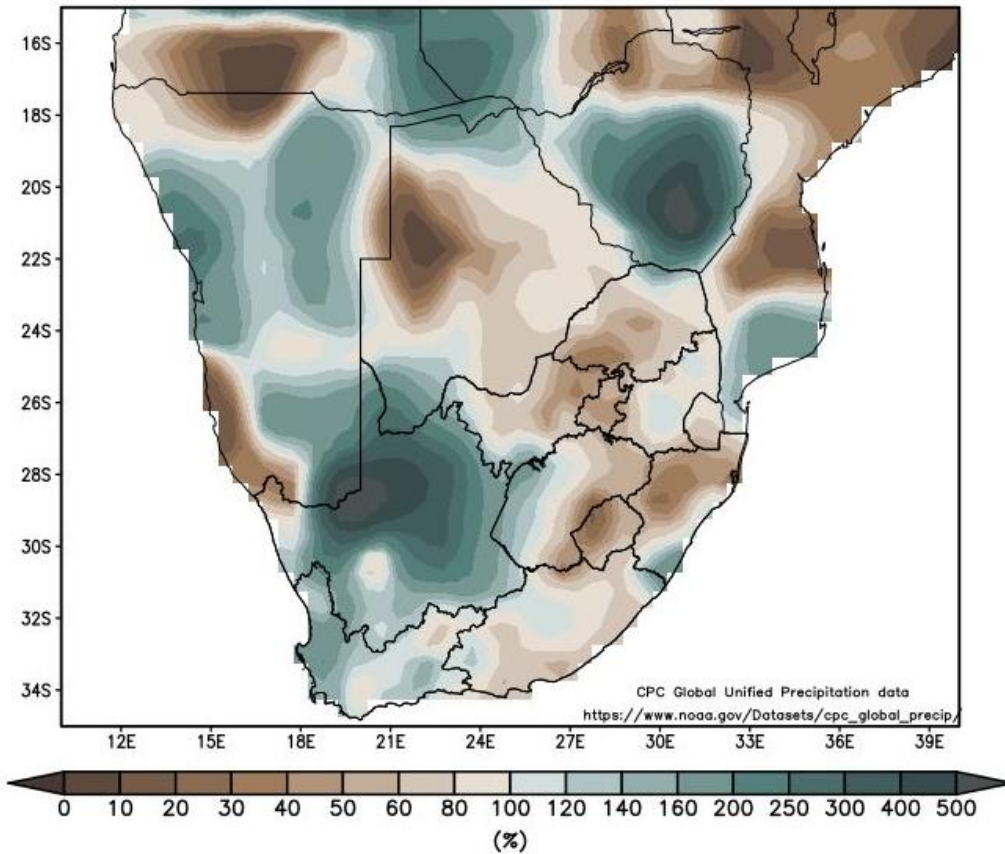 16S
18S
20S
22S
24S
26S
28S
30S
32S
34S
CPC Global Unified Precipitation data
https://www.noaa.gov/Datasets/cpc_global_precip/
12E 15E 18E 21E 24E 27E 30E 33E 36E 39E
0 10 20 30 40 50 60 80 100 120 140 160 200 250 300 400 500
(%)